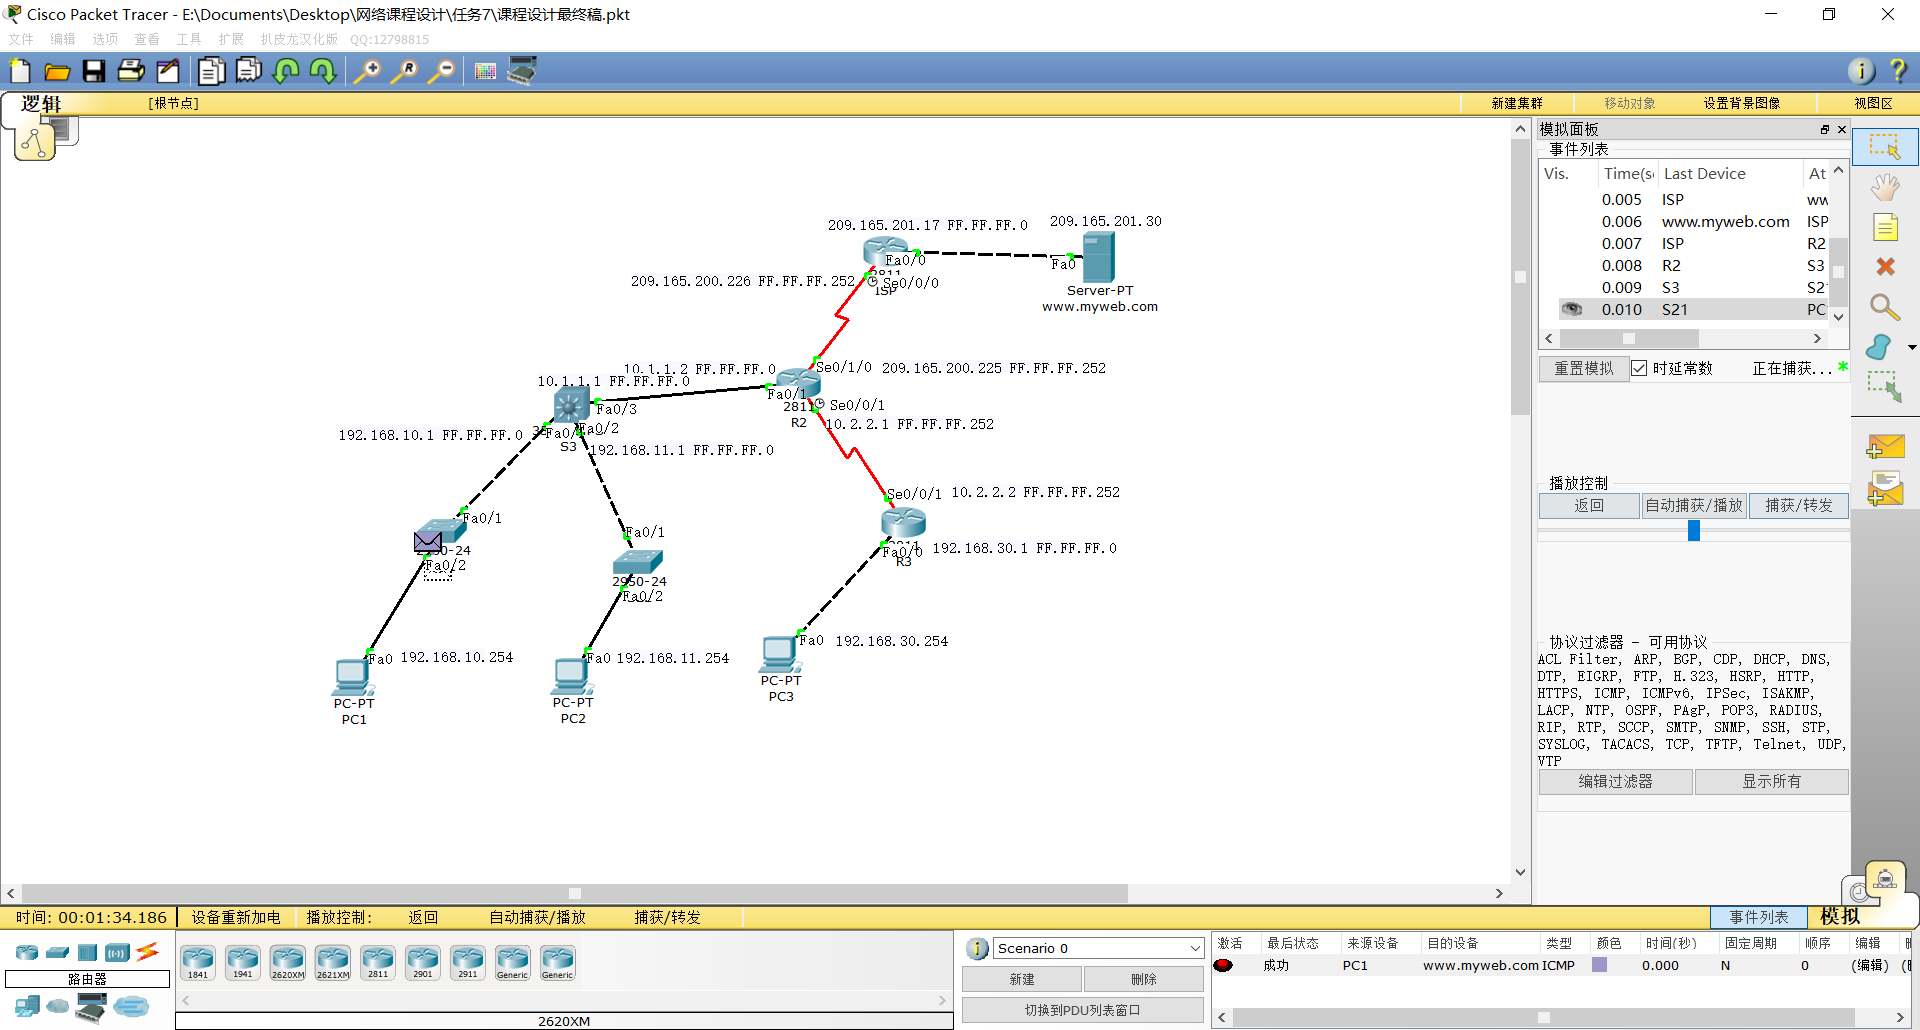 Cisco Packet Tracer - E:\Documents\Desktop\网络课程设计\任务7\课程设计最终稿.pkt
文件 编辑 选项 查看 工具 扩展 扒皮龙汉化版 QQ:12798815
逻辑 [根节点] 新建集群 移动对象 设置背景图像 视图区
模拟面板
事件列表
Vis. Time(s Last Device At
0.005 ISP ww
0.006 www.myweb.com ISP
0.007 ISP R2
0.008 R2 S3
0.009 S3 S2
0.010 S21 PC
重置模拟 时延常数 正在捕获...
播放控制
返回 自动捕获/播放 捕获/转发
协议过滤器 - 可用协议
ACL Filter, ARP, BGP, CDP, DHCP, DNS,
DTP, EIGRP, FTP, H.323, HSRP, HTTP,
HTTPS, ICMP, ICMPv6, IPSec, ISAKMP,
LACP, NTP, OSPF, PAgP, POP3, RADIUS,
RIP, RTP, SCCP, SMTP, SNMP, SSH, STP,
SYSLOG, TACACS, TCP, TFTP, Telnet, UDP,
VTP
编辑过滤器 显示所有
209.165.201.17 FF.FF.FF.0
209.165.201.30
Fa0/0
Fa0
209.165.200.226 FF.FF.FF.252
2811
Se0/0/0
ISP
Server-PT
www.myweb.com
10.1.1.2 FF.FF.FF.0
Se0/1/0
209.165.200.225 FF.FF.FF.252
10.1.1.1 FF.FF.FF.0
Fa0/1
Fa0/3
2811
Se0/0/1
R2
10.2.2.1 FF.FF.FF.252
Fa0/2
192.168.10.1 FF.FF.FF.0
S3
192.168.11.1 FF.FF.FF.0
Se0/0/1
10.2.2.2 FF.FF.FF.252
Fa0/1
Fa0/1
2950-24
Fa0/2
2811
Fa0/0
192.168.30.1 FF.FF.FF.0
R3
2950-24
Fa0/2
Fa0
192.168.30.254
Fa0
192.168.10.254
Fa0
192.168.11.254
PC-PT
PC3
PC-PT
PC1
PC-PT
PC2
时间: 00:01:34.186 设备重新加电 播放控制: 返回 自动捕获/播放 捕获/转发 事件列表 模拟
路由器
1841 1941 2620XM 2621XM 2811 2901 2911 Generic Generic
2620XM
Scenario 0
新建 删除
切换到PDU列表窗口
激活 最后状态 来源设备 目的设备 类型 颜色 时间(秒) 固定周期 顺序 编辑
成功 PC1 www.myweb.com ICMP 0.000 N 0 (编辑)